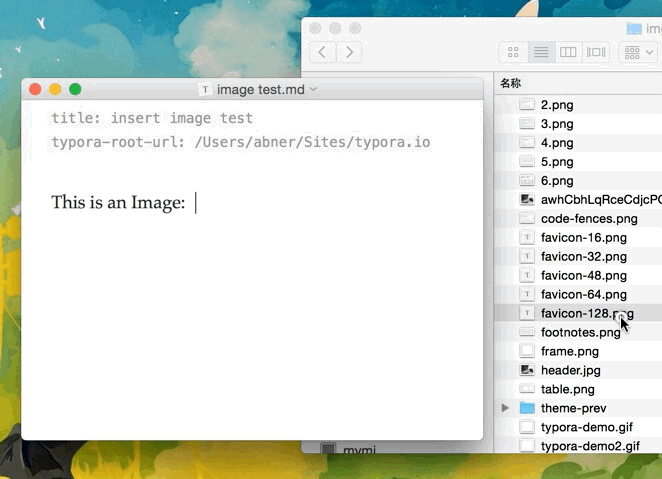 image test.md
title: insert image test
typora-root-url: /Users/abner/Sites/typora.io
This is an Image:
名称
2.png
3.png
4.png
5.png
6.png
code-fences.png
favicon-16.png
favicon-32.png
favicon-48.png
favicon-64.png
favicon-128.png
footnotes.png
frame.png
header.jpg
table.png
theme-prev
typora-demo.gif
typora-demo2.gif